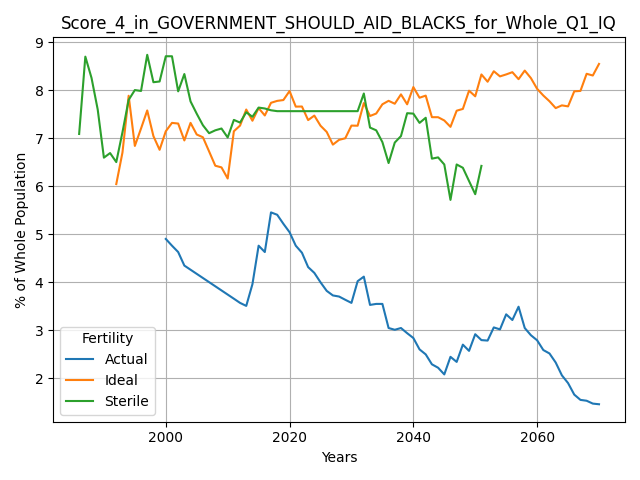 Score_4_in_GOVERNMENT_SHOULD_AID_BLACKS_for_Whole_Q1_IQ
9
8
7
6
5
4
3
2
% of Whole Population
Fertility
Actual
Ideal
Sterile
2000 2020 2040 2060
Years